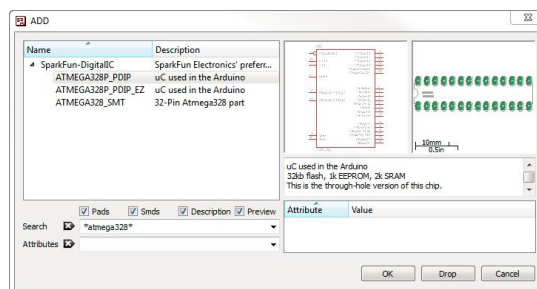 ADD
Name Description
SparkFun-DigitalIC SparkFun Electronics' preferr...
ATMEGA328P_PDIP uC used in the Arduino
ATMEGA328P_PDIP_EZ uC used in the Arduino
ATMEGA328_SMT 32-Pin Atmega328 part
10mm
0.5in
uC used in the Arduino
32kb flash, 1k EEPROM, 2k SRAM
This is the through-hole version of this chip.
Pads Smds Description Preview
Attribute Value
Search *atmega328*
Attributes
OK Drop Cancel